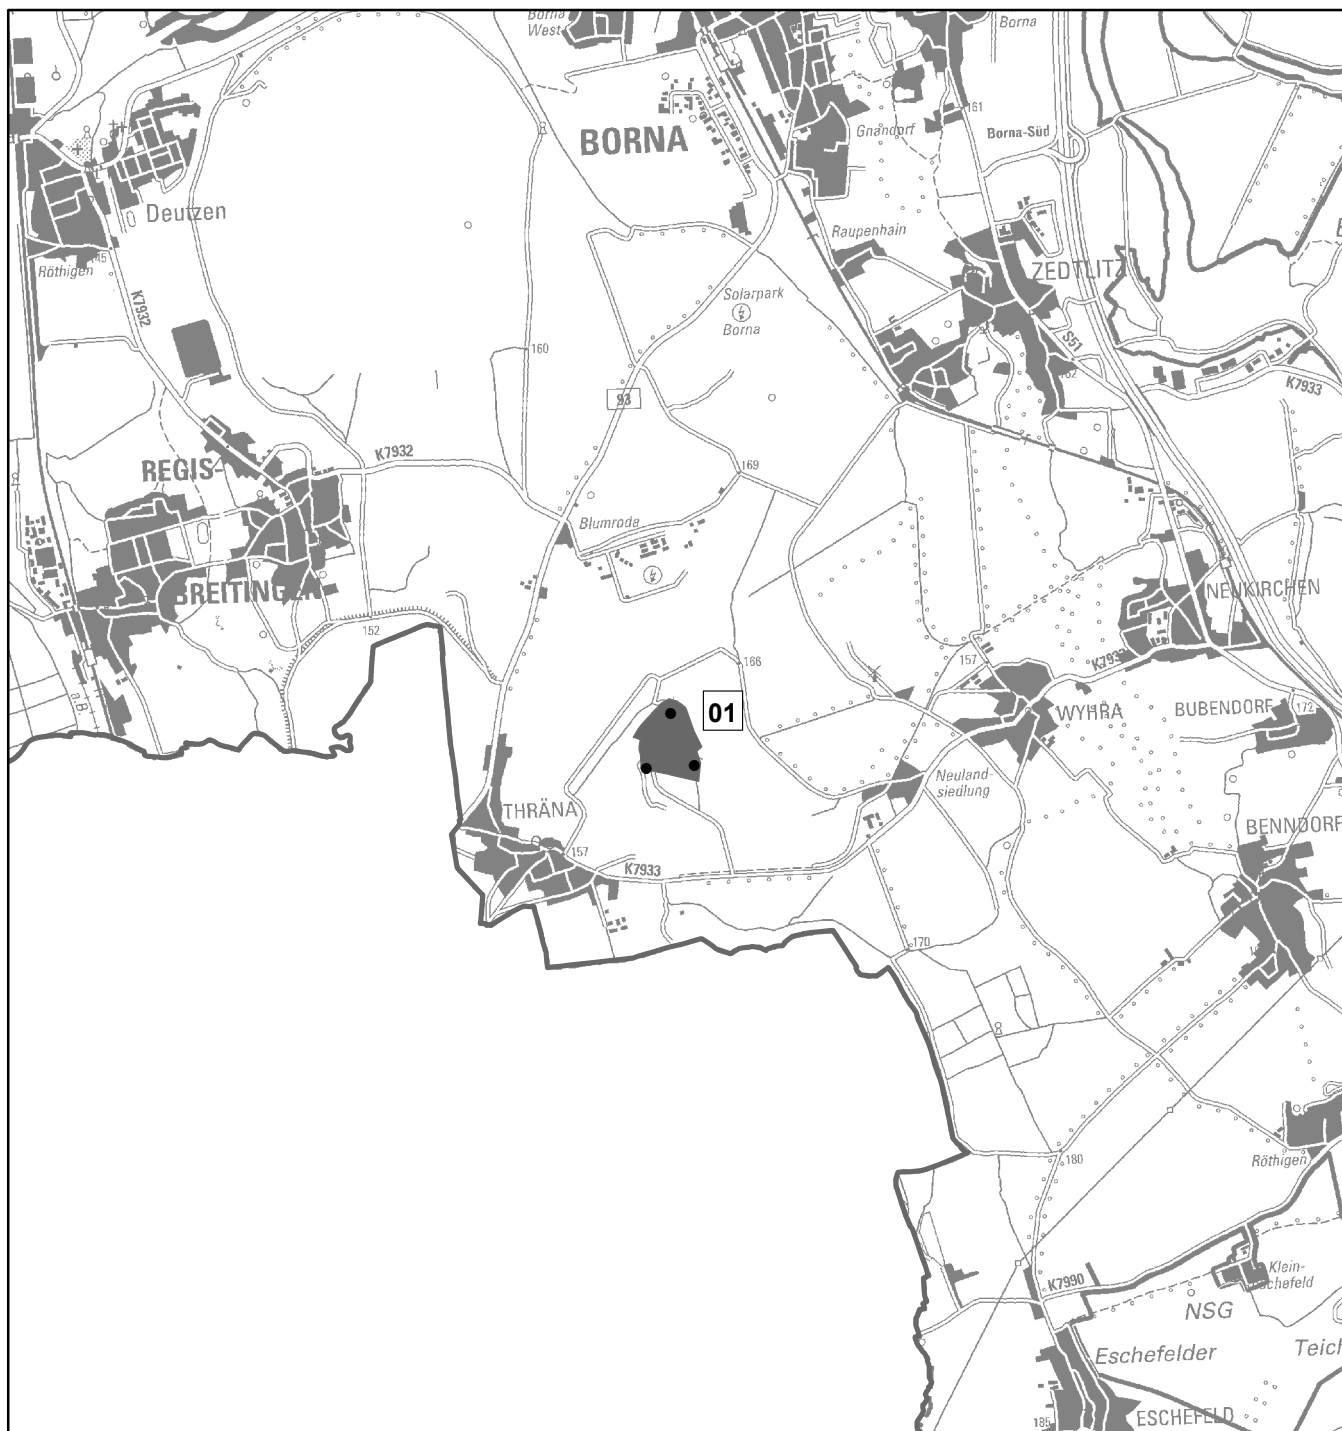 Borna
West
Borna
161
Gnandorf
Borna-Süd
BORNA
Deutzen
Raupenhain
ZEDTLITZ
Röthigen
145
K7932
Solarpark
Borna
S51
160
162
K7933
93
REGIS-
K7932
169
Blumroda
BREITINGEN
NEUKIRCHEN
152
166
157
K7933
01
WYHRA
BUBENDORF
172
Neuland-
siedlung
THRÄNA
BENNDORF
157
K7933
170
180
Röthigen
Klein-
eschefeld
K7990
NSG
Eschefelder
Teich
185
ESCHEFELD